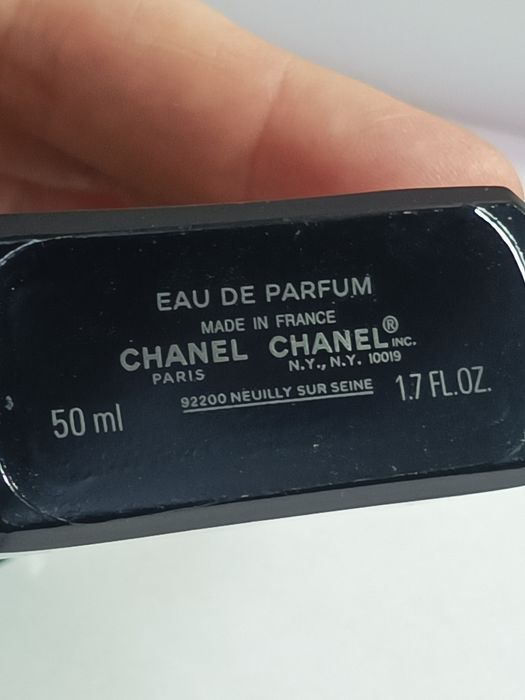 EAU DE PARFUM
MADE IN FRANCE
CHANEL CHANEL® INC.
PARIS N.Y., N.Y. 10019
50 ml 92200 NEUILLY SUR SEINE 1.7 FL.OZ.